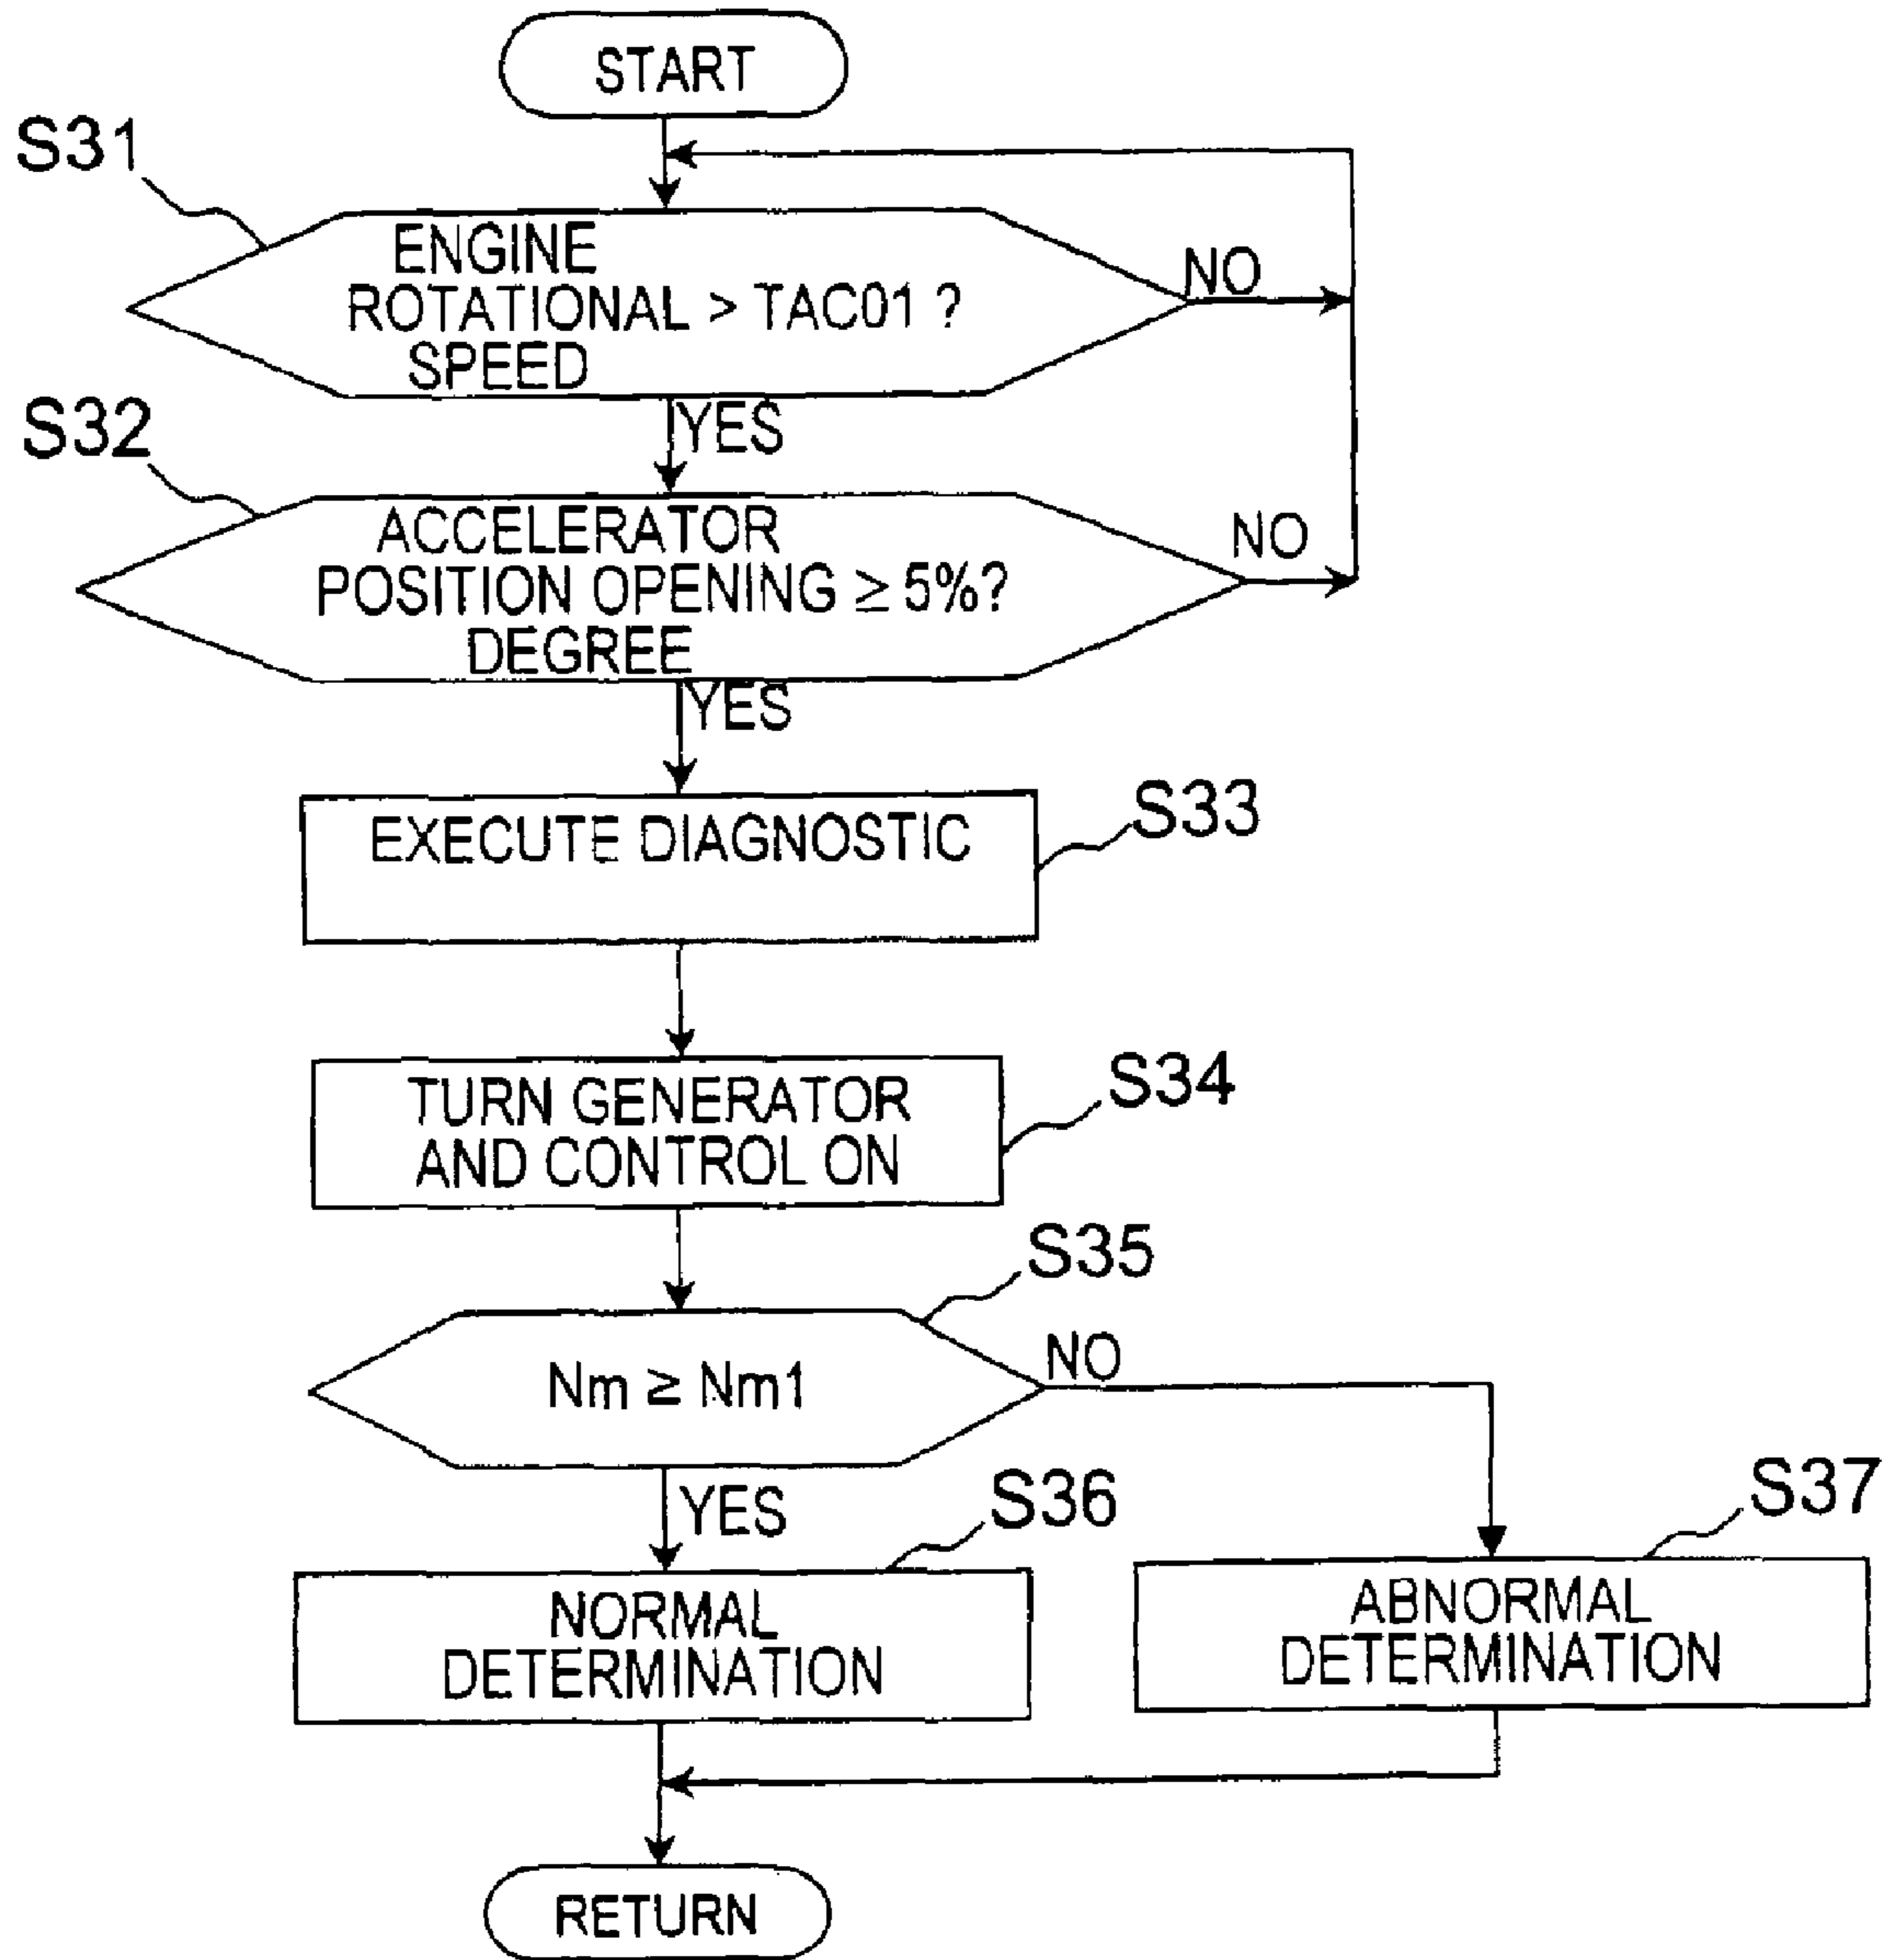 START
S31
ENGINE
ROTATIONAL > TAC01 ?
SPEED
NO
YES
S32
ACCELERATOR
POSITION OPENING ≥ 5%?
DEGREE
NO
YES
EXECUTE DIAGNOSTIC
S33
TURN GENERATOR
AND CONTROL ON
S34
S35
Nm ≥ Nm1
NO
YES
S36
NORMAL
DETERMINATION
S37
ABNORMAL
DETERMINATION
RETURN